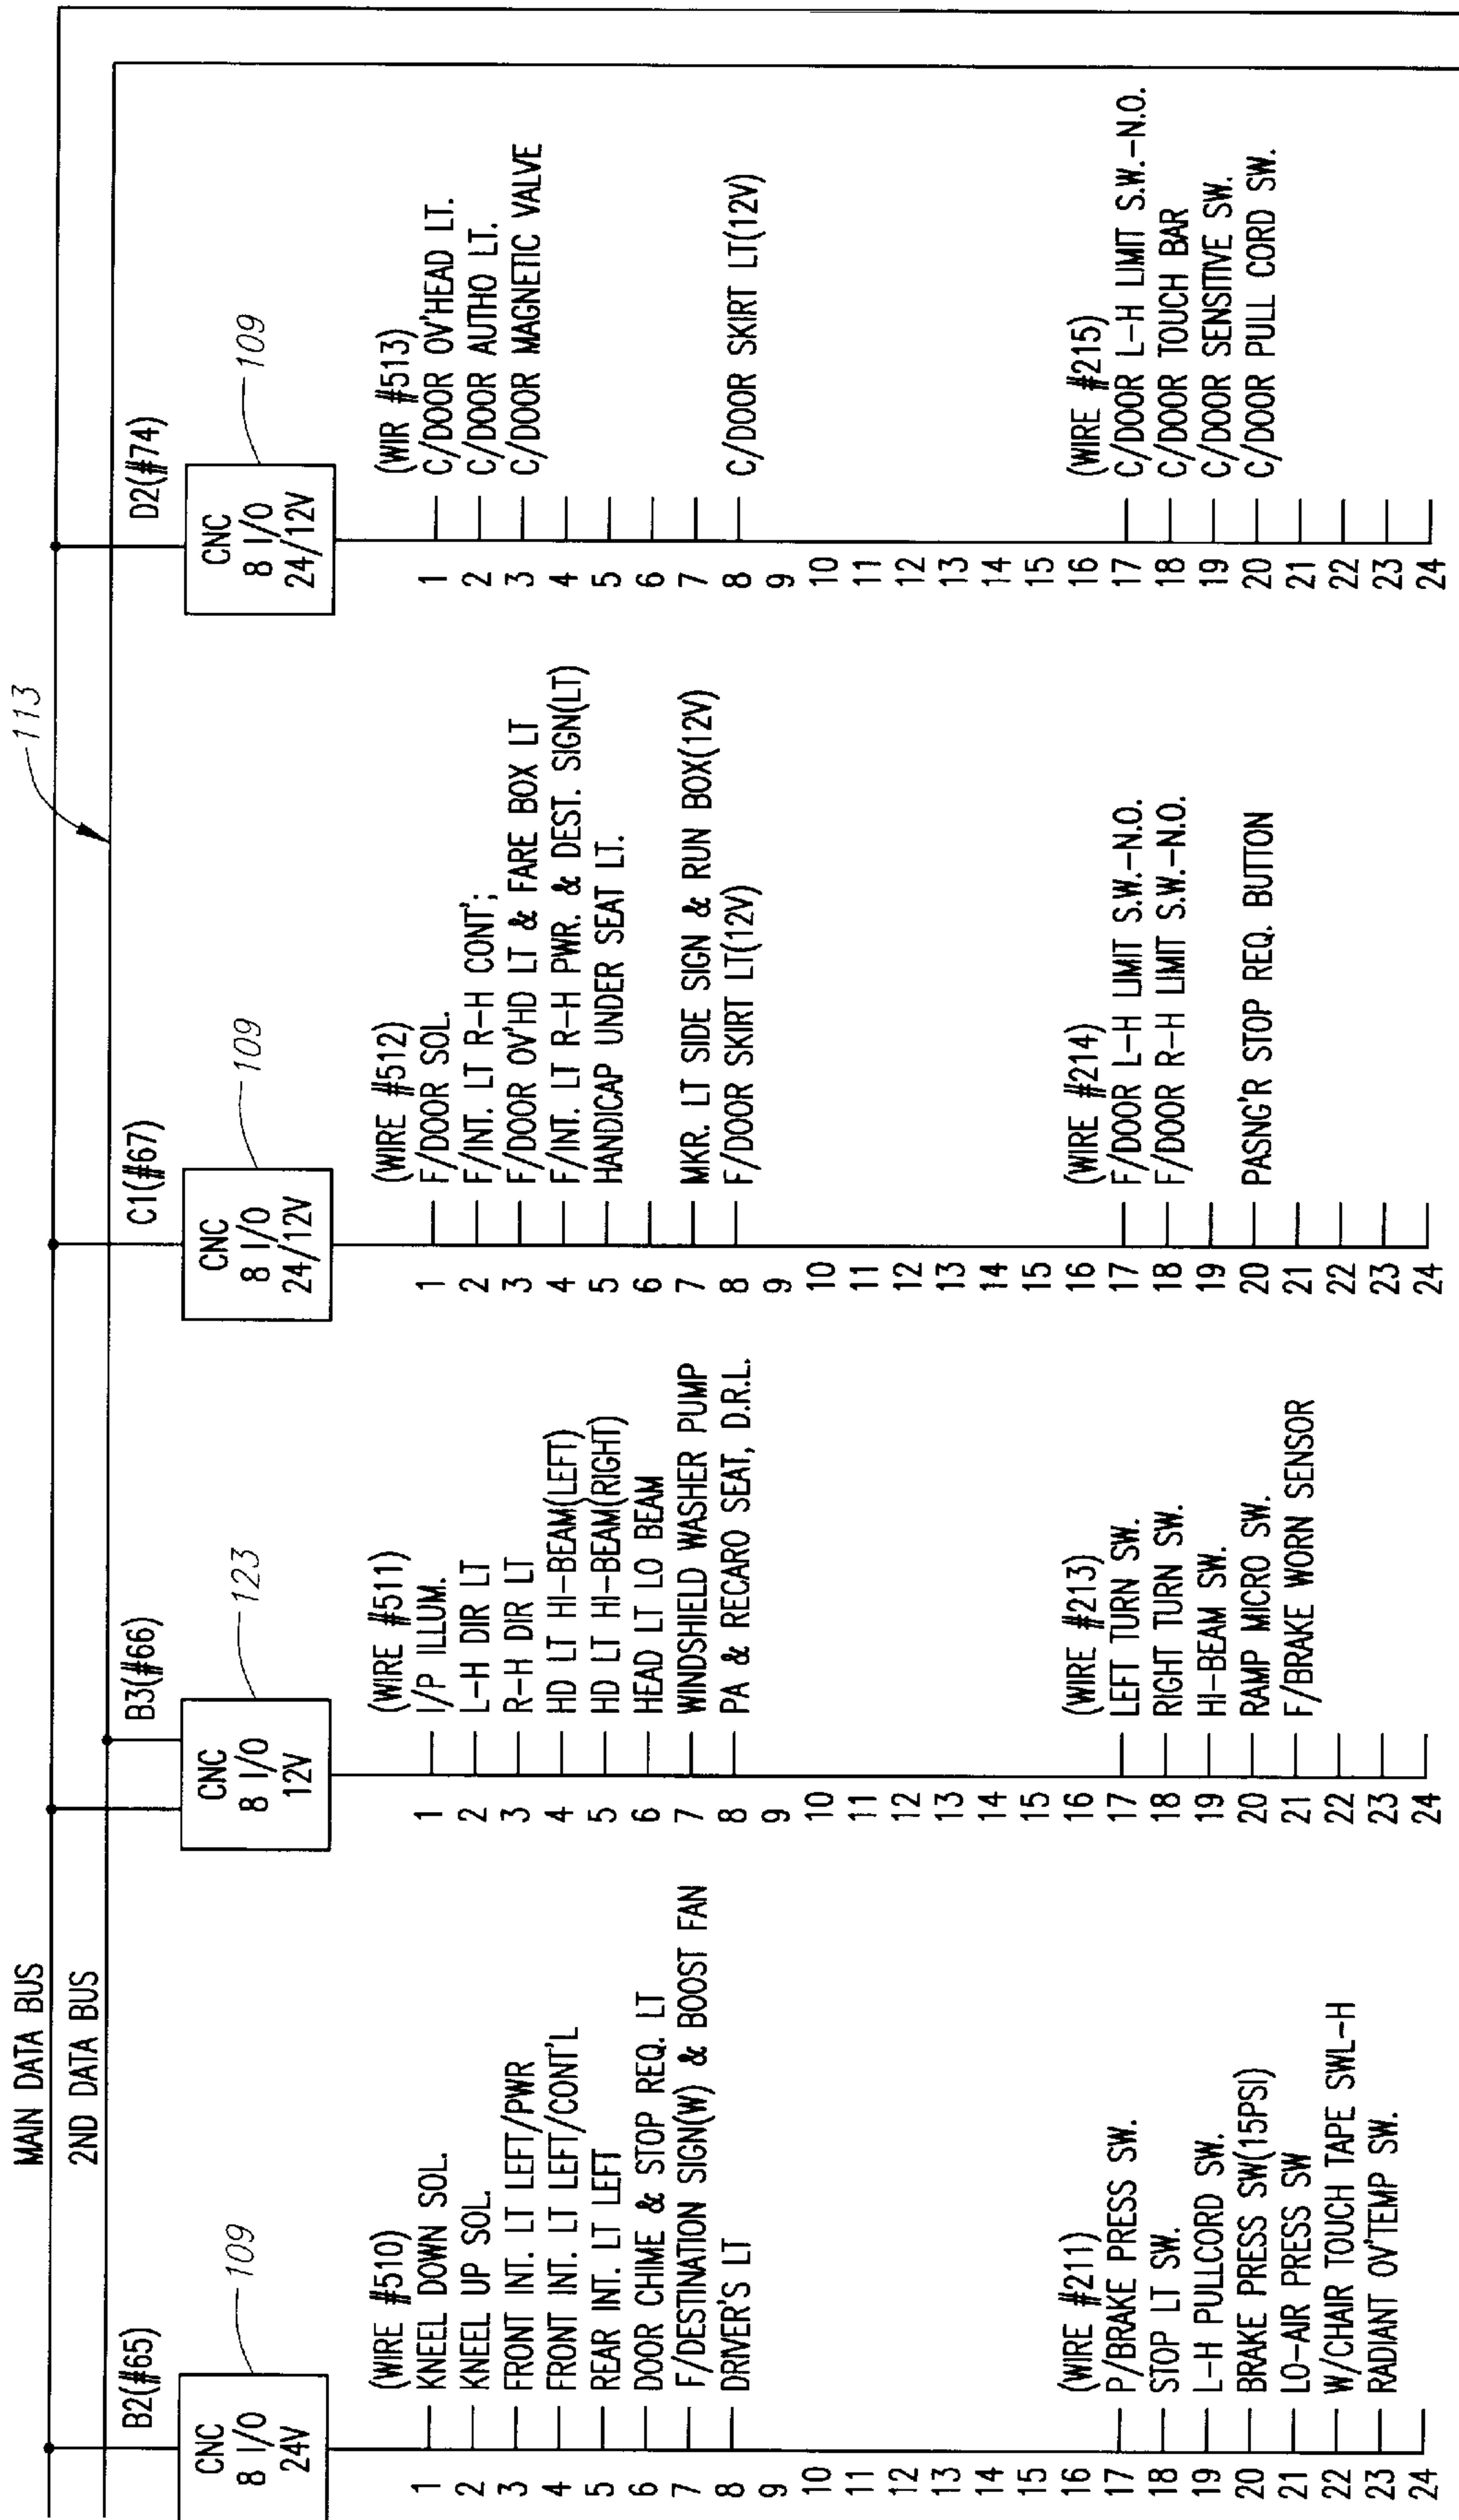 MAIN DATA BUS
2ND DATA BUS
113
B2(#65)
CNC
8 I/O
24V
109
(WIRE #510)
1 KNEEL DOWN SOL.
2 KNEEL UP SOL.
3 FRONT INT. LT LEFT/PWR
4 FRONT INT. LT LEFT/CONT'L
5 REAR INT. LT LEFT
6 DOOR CHIME & STOP REQ. LT
7 F/DESTINATION SIGN(W) & BOOST FAN
8 DRIVER'S LT
9
10
11
12
13
14
15
16 (WIRE #211)
17 P/BRAKE PRESS SW.
18 STOP LT SW.
19 L-H PULLCORD SW.
20 BRAKE PRESS SW(15PSI)
21 LO-AIR PRESS SW
22 W/CHAIR TOUCH TAPE SWL-H
23 RADIANT OV'TEMP SW.
24
B3(#66)
CNC
8 I/O
12V
123
(WIRE #511)
1 I/P ILLUM.
2 L-H DIR LT
3 R-H DIR LT
4 HD LT HI-BEAM(LEFT)
5 HD LT HI-BEAM(RIGHT)
6 HEAD LT LO BEAM
7 WINDSHIELD WASHER PUMP
8 PA & RECARO SEAT, D.R.L.
9
10
11
12
13
14
15
16 (WIRE #213)
17 LEFT TURN SW.
18 RIGHT TURN SW.
19 HI-BEAM SW.
20 RAMP MICRO SW.
21 F/BRAKE WORN SENSOR
22
23
24
C1(#67)
CNC
8 I/O
24/12V
109
(WIRE #512)
1 F/DOOR SOL.
2 F/INT. LT R-H CONT';
3 F/DOOR OV'HD LT & FARE BOX LT
4 F/INT. LT R-H PWR. & DEST. SIGN(LT)
5 HANDICAP UNDER SEAT LT.
6
7 MKR. LT SIDE SIGN & RUN BOX(12V)
8 F/DOOR SKIRT LT(12V)
9
10
11
12
13
14
15
16 (WIRE #214)
17 F/DOOR L-H LIMIT S.W.-N.O.
18 F/DOOR R-H LIMIT S.W.-N.O.
19
20 PASNG'R STOP REQ. BUTTON
21
22
23
24
D2(#74)
CNC
8 I/O
24/12V
109
(WIR #513)
1 C/DOOR OV'HEAD LT.
2 C/DOOR AUTHO LT.
3 C/DOOR MAGNETIC VALVE
4
5
6
7
8 C/DOOR SKIRT LT(12V)
9
10
11
12
13
14
15
16 (WIRE #215)
17 C/DOOR L-H LIMIT S.W.-N.O.
18 C/DOOR TOUCH BAR
19 C/DOOR SENSITIVE SW.
20 C/DOOR PULL CORD SW.
21
22
23
24